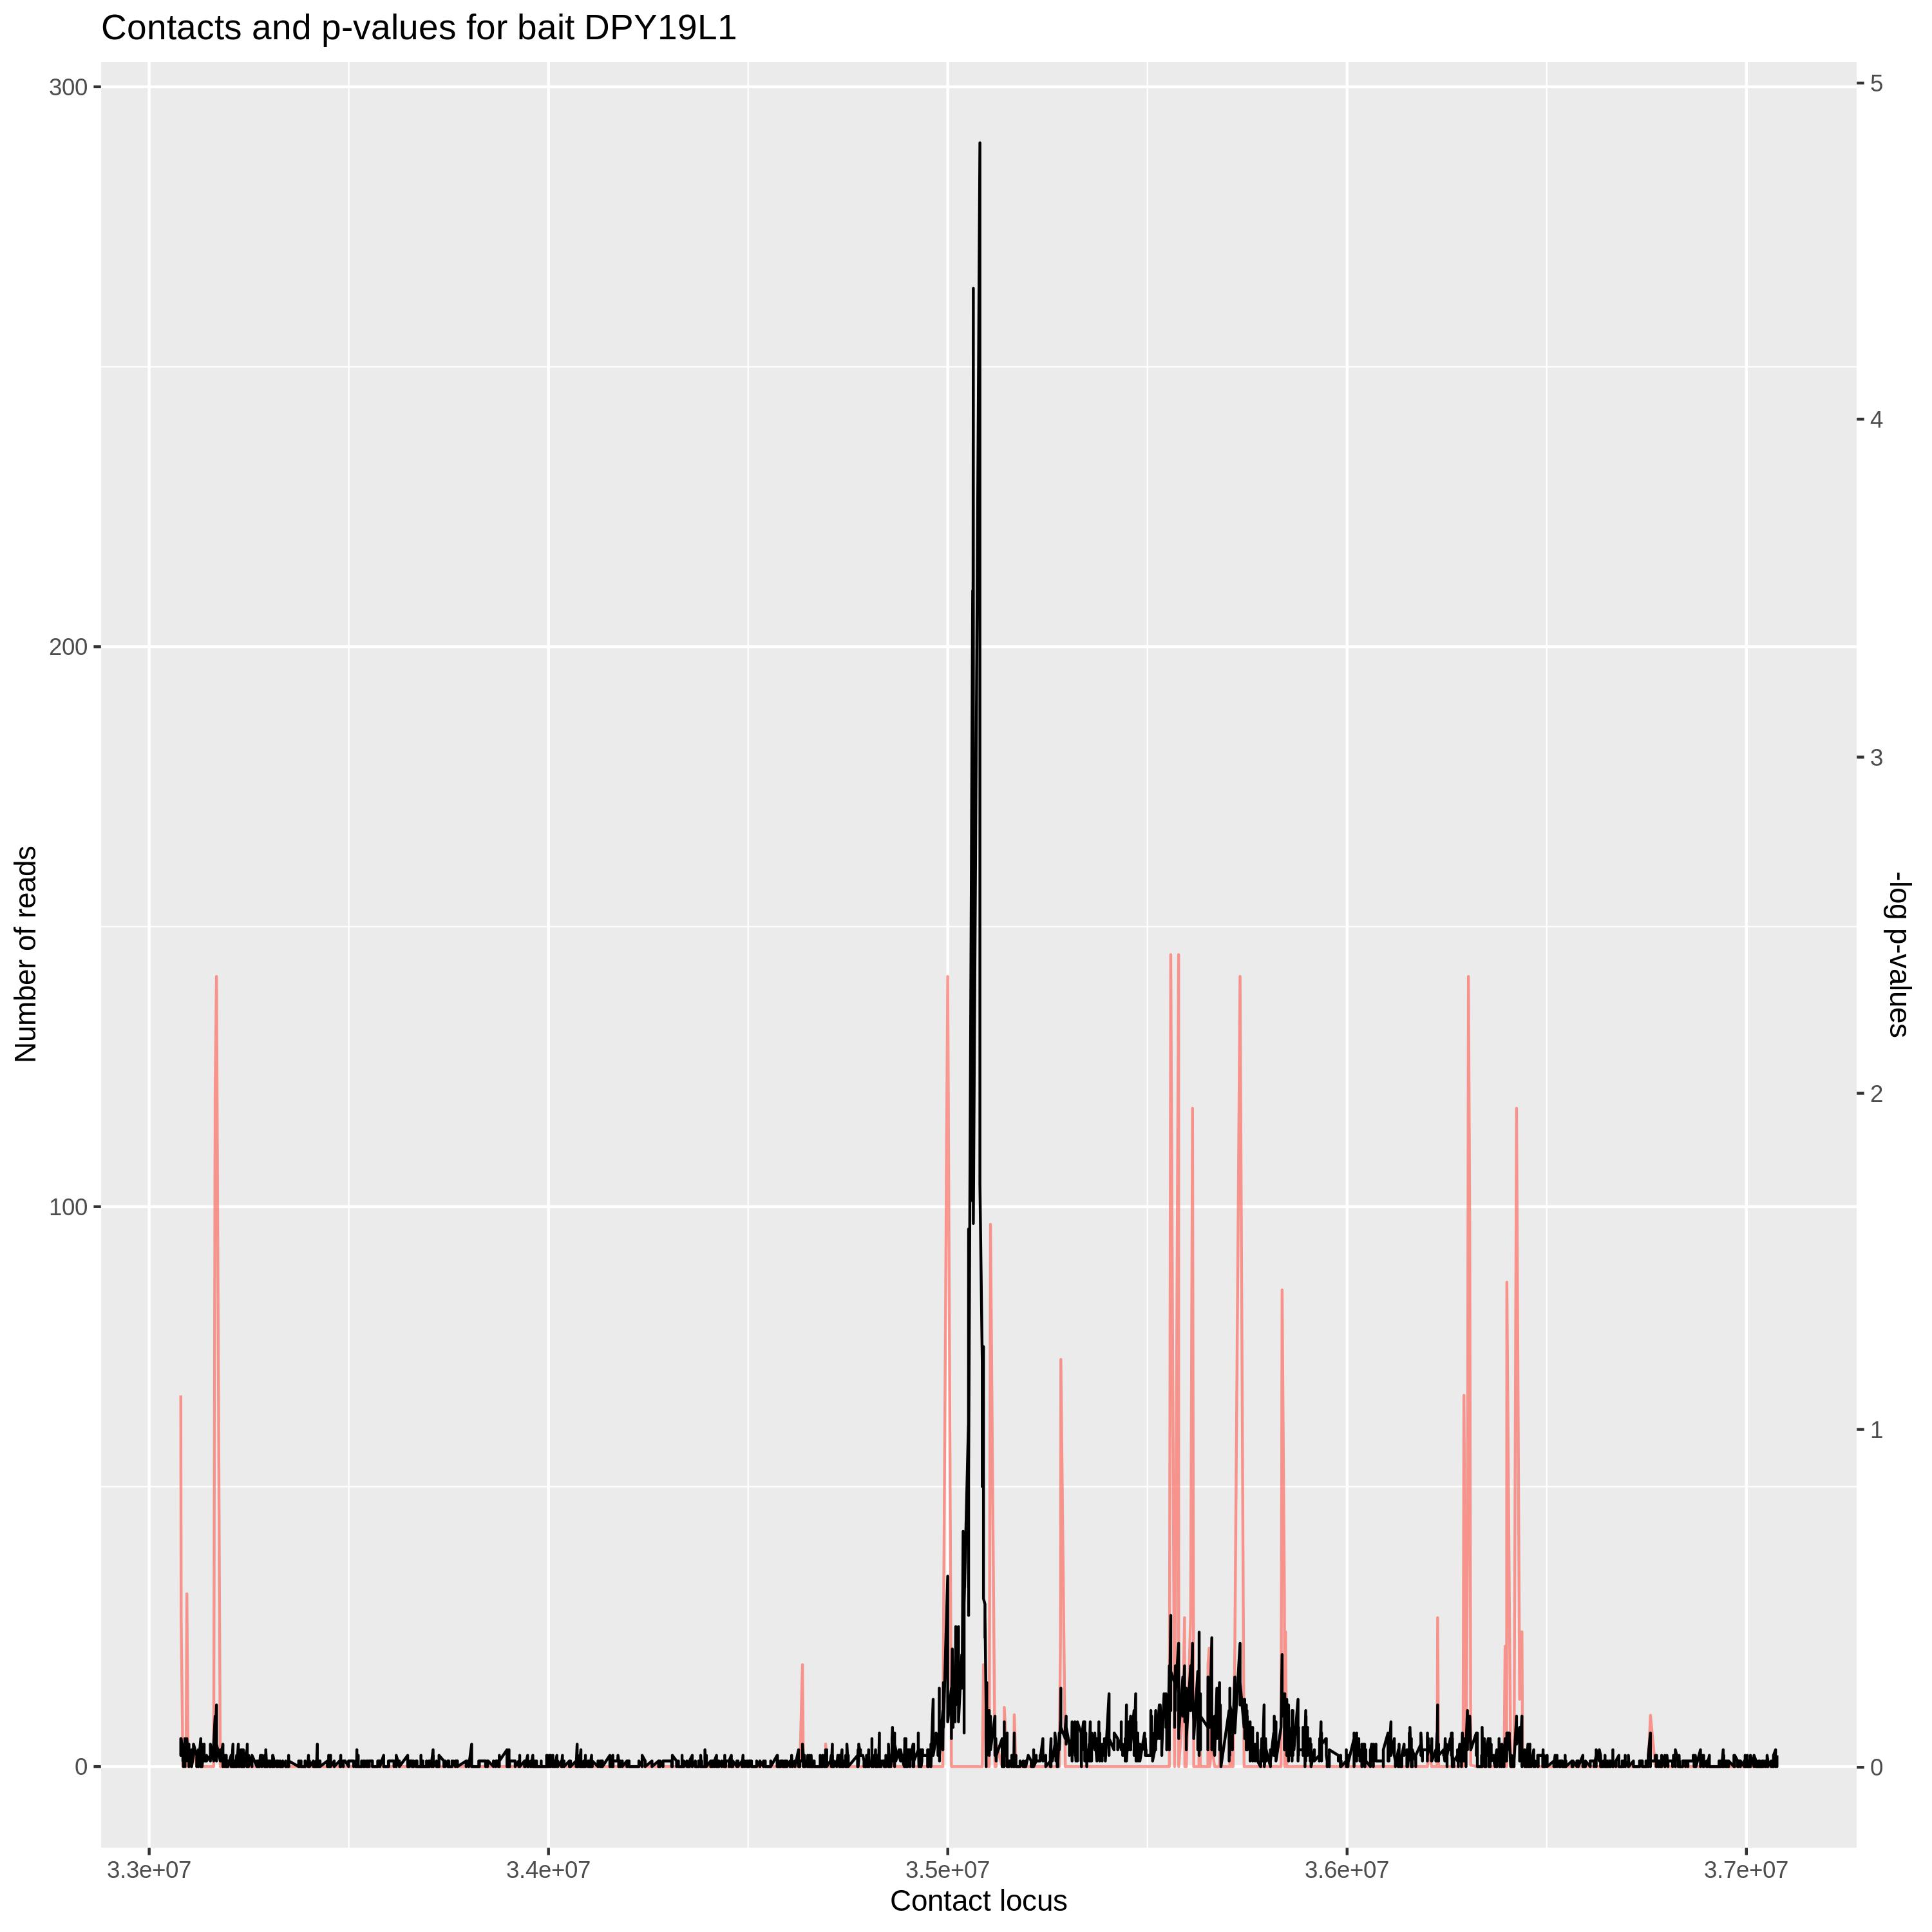 Contacts and p-values for bait DPY19L1
300
200
100
0
Number of reads
5
4
3
2
1
0
-log p-values
3.3e+07
3.4e+07
3.5e+07
3.6e+07
3.7e+07
Contact locus